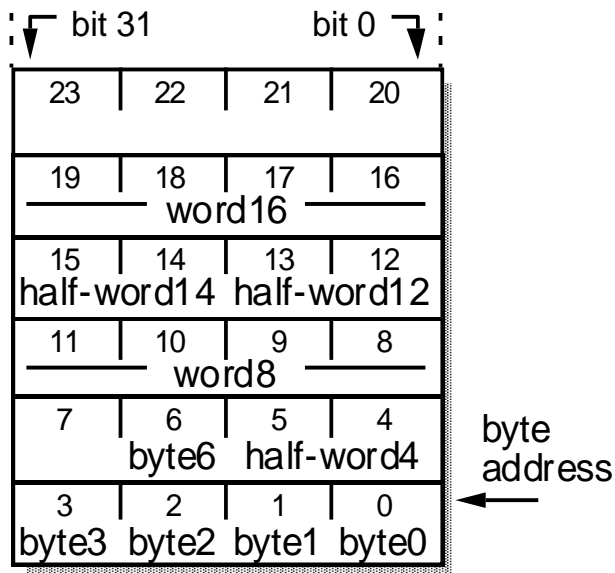 bit 31 bit 0
23 22 21 20
19 18 17 16
word16
15 14 13 12
half-word14 half-word12
11 10 9 8
word8
7 6 5 4
byte6 half-word4
byte
address
3 2 1 0
byte3 byte2 byte1 byte0